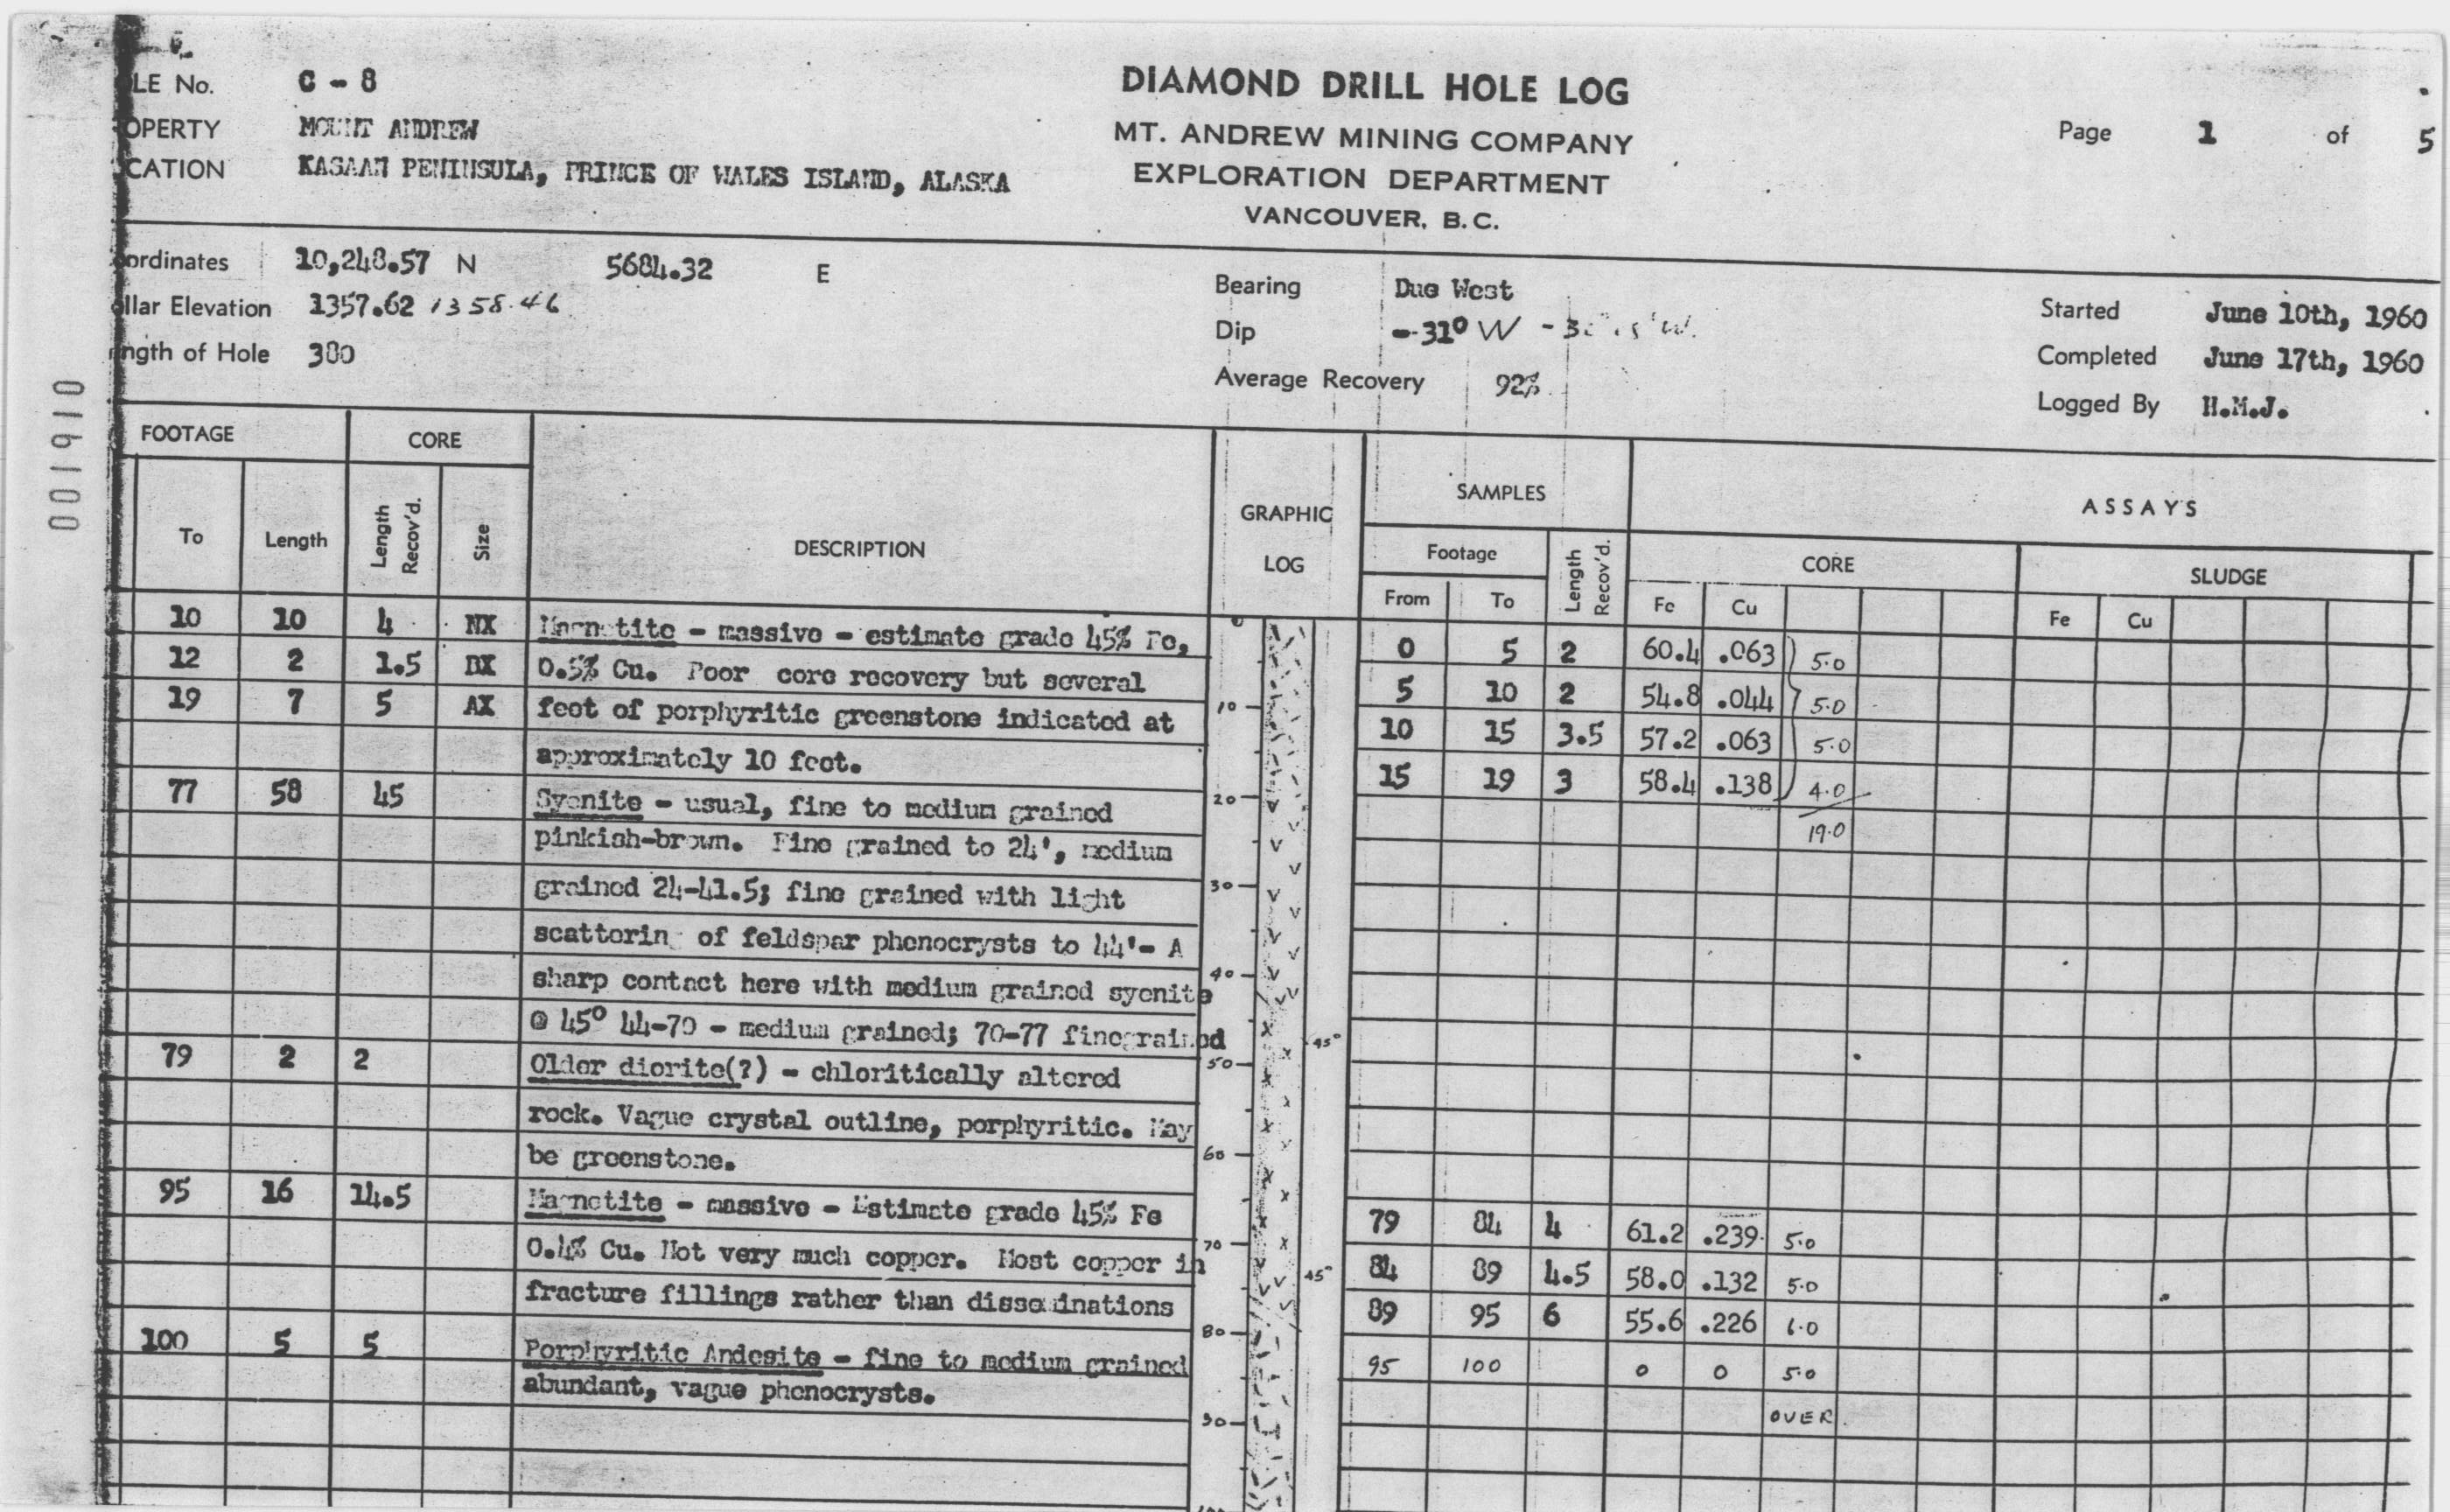 LE No. C - 8
DIAMOND DRILL HOLE LOG
OPERTY MOUNT ANDREW
MT. ANDREW MINING COMPANY
Page 1 of 5
CATION KASAAN PENINSULA, PRINCE OF WALES ISLAND, ALASKA
EXPLORATION DEPARTMENT
VANCOUVER, B.C.
ordinates 10,248.57 N 5684.32 E
Bearing Due West
Started June 10th, 1960
ollar Elevation 1357.62 1358.46
Dip -31° W
Completed June 17th, 1960
ngth of Hole 380
Average Recovery 92%
Logged By H.M.J.
001910
FOOTAGE CORE DESCRIPTION GRAPHIC LOG SAMPLES ASSAYS
To Length Length Recov'd. Size Footage Length Recov'd. CORE SLUDGE
From To Fe Cu Fe Cu
10 10 4 NX Magnetite - massive - estimate grade 45% Fe, 0 0 5 2 60.4 .063 5.0
12 2 1.5 BX 0.5% Cu. Poor core recovery but several 5 10 2 54.8 .044 5.0
19 7 5 AX feet of porphyritic greenstone indicated at 10 10 15 3.5 57.2 .063 5.0
approximately 10 feet. 15 19 3 58.4 .138 4.0
77 58 45 Syenite - usual, fine to medium grained 20 19.0
pinkish-brown. Fine grained to 24', medium
grained 24-41.5; fine grained with light 30
scattering of feldspar phenocrysts to 44'- A
sharp contact here with medium grained syenite 40
@ 45° 44-70 - medium grained; 70-77 finegrained 45°
79 2 2 Older diorite(?) - chloritically altered 50
rock. Vague crystal outline, porphyritic. May
be greenstone. 60
95 16 14.5 Magnetite - massive - Estimate grade 45% Fe 79 84 4 61.2 .239 5.0
0.4% Cu. Not very much copper. Most copper in 70 84 89 4.5 58.0 .132 5.0
fracture fillings rather than disseminations 45° 89 95 6 55.6 .226 6.0
100 5 5 Porphyritic Andesite - fine to medium grained 80 95 100 0 0 5.0
abundant, vague phenocrysts. 90 OVER